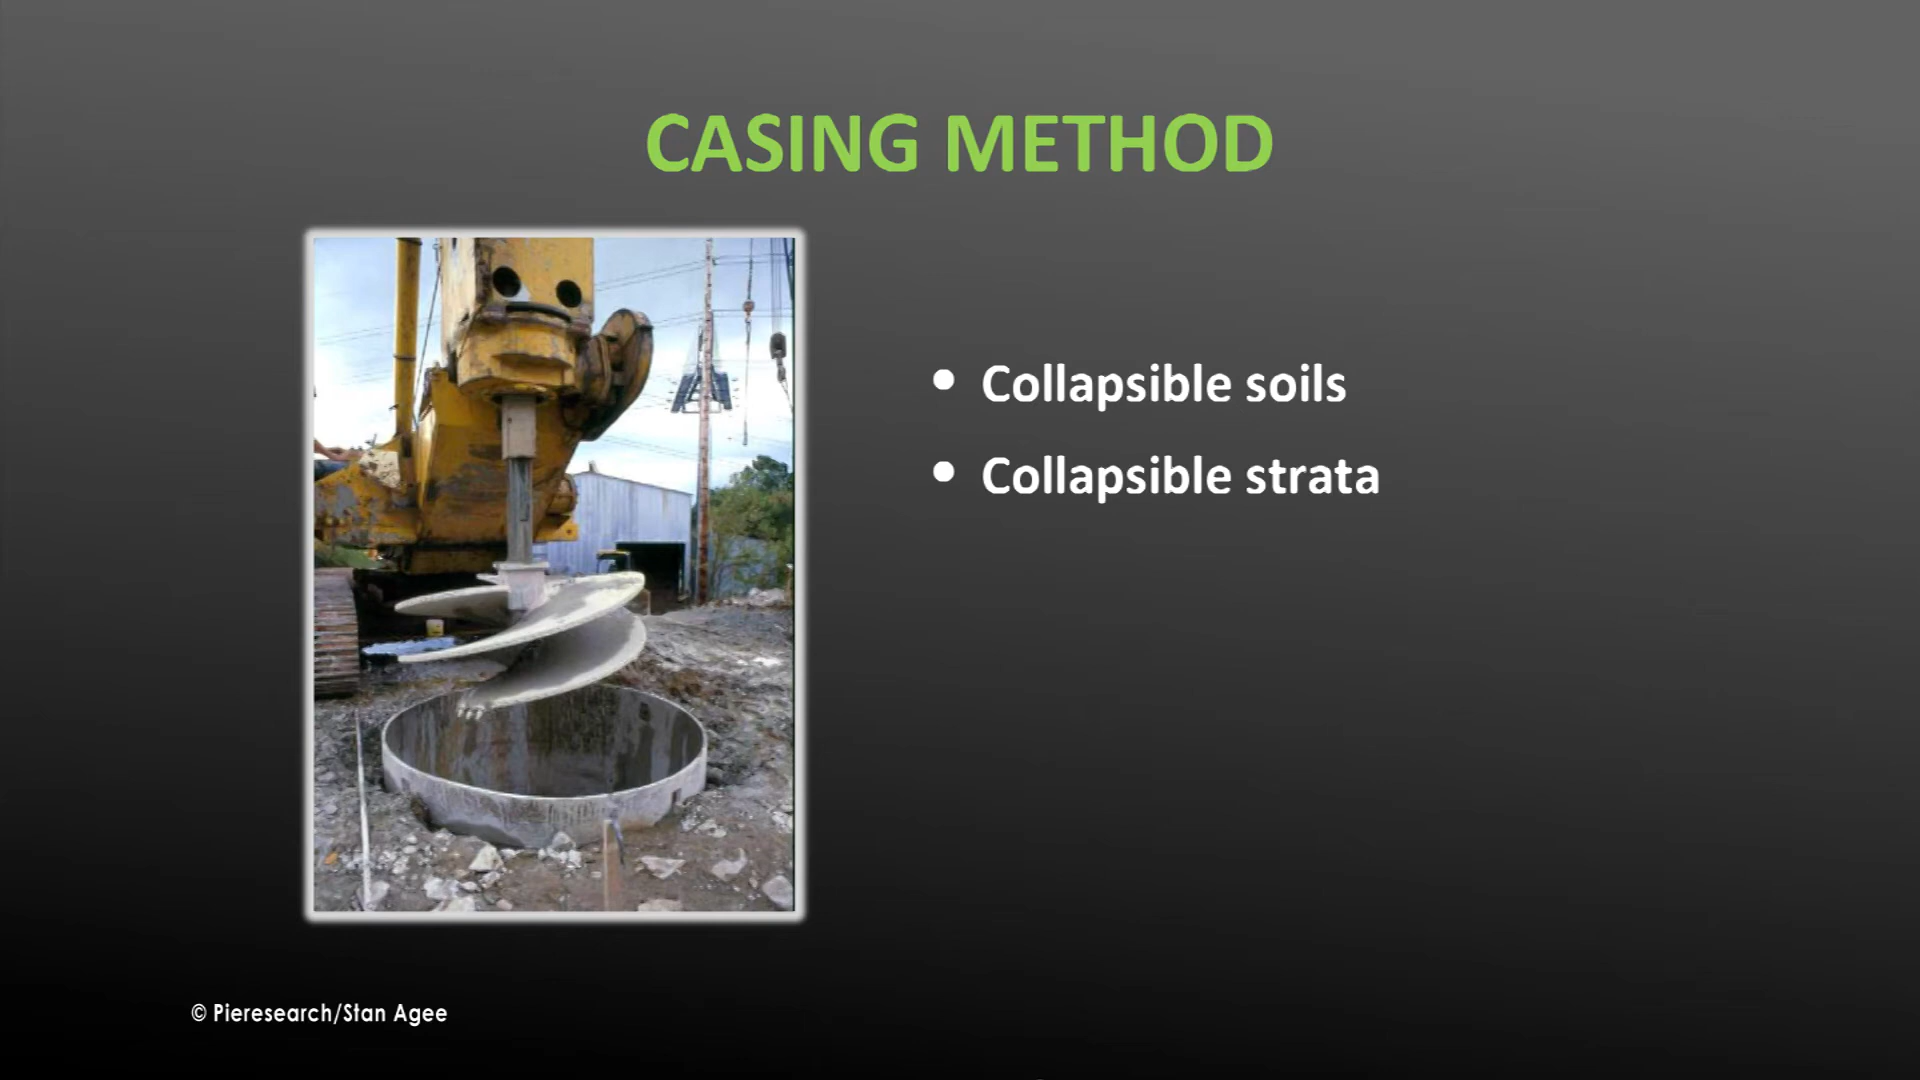 CASING METHOD
• Collapsible soils
• Collapsible strata
© Pieresearch/Stan Agee